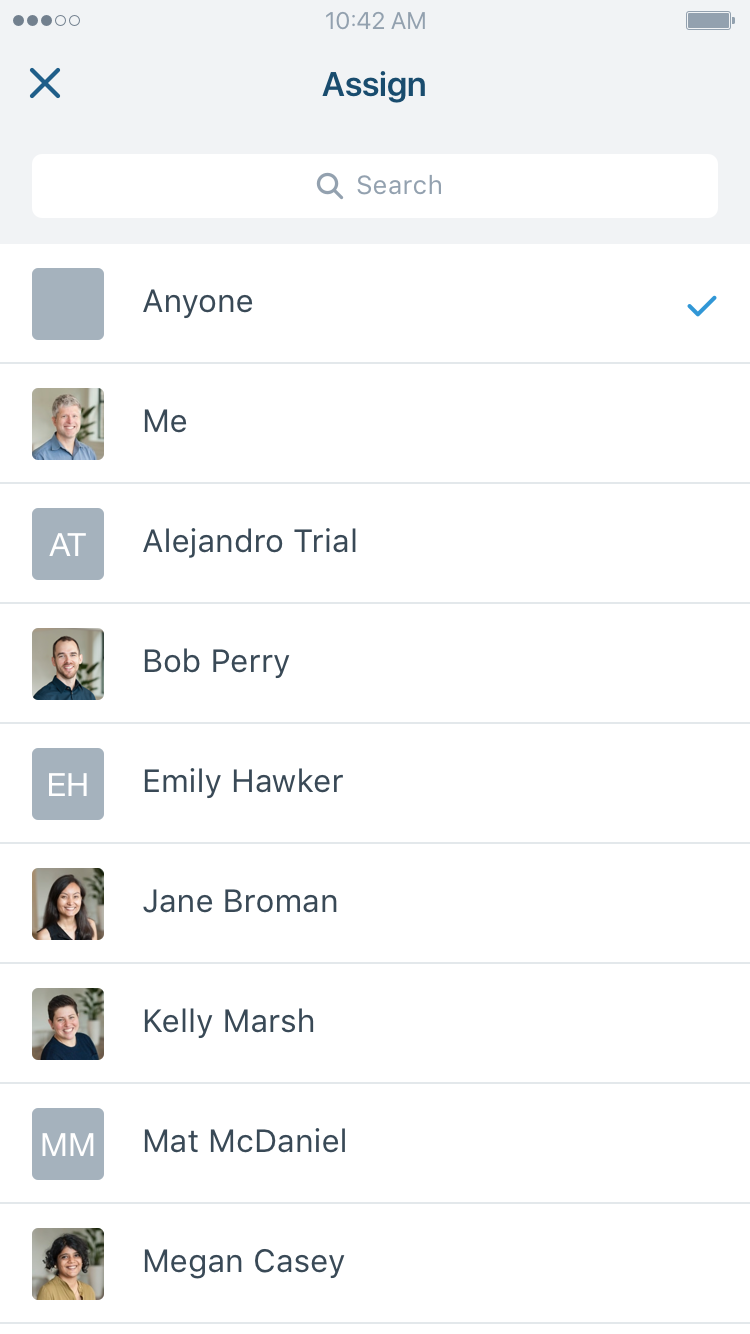 10:42 AM
Assign
Search
Anyone
Me
AT
Alejandro Trial
Bob Perry
EH
Emily Hawker
Jane Broman
Kelly Marsh
MM
Mat McDaniel
Megan Casey